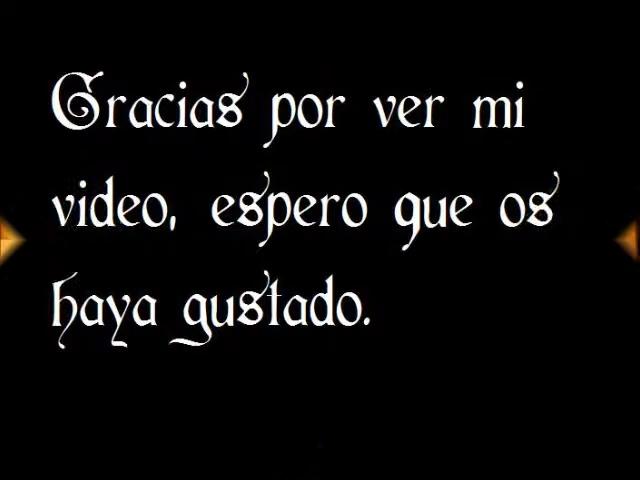 Gracias por ver mi
video, espero que os
haya gustado.